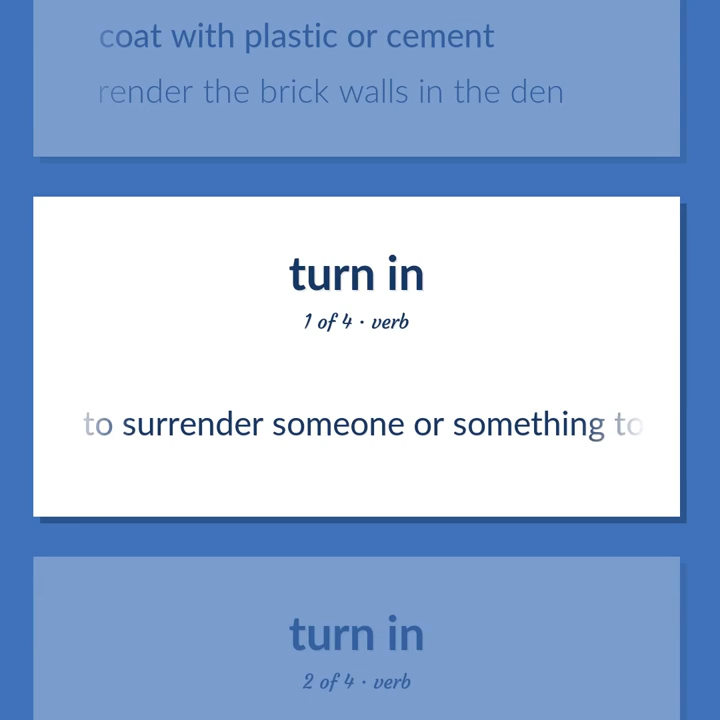 coat with plastic or cement
render the brick walls in the den
turn in
1 of 4 · verb
to surrender someone or something to
turn in
2 of 4 · verb